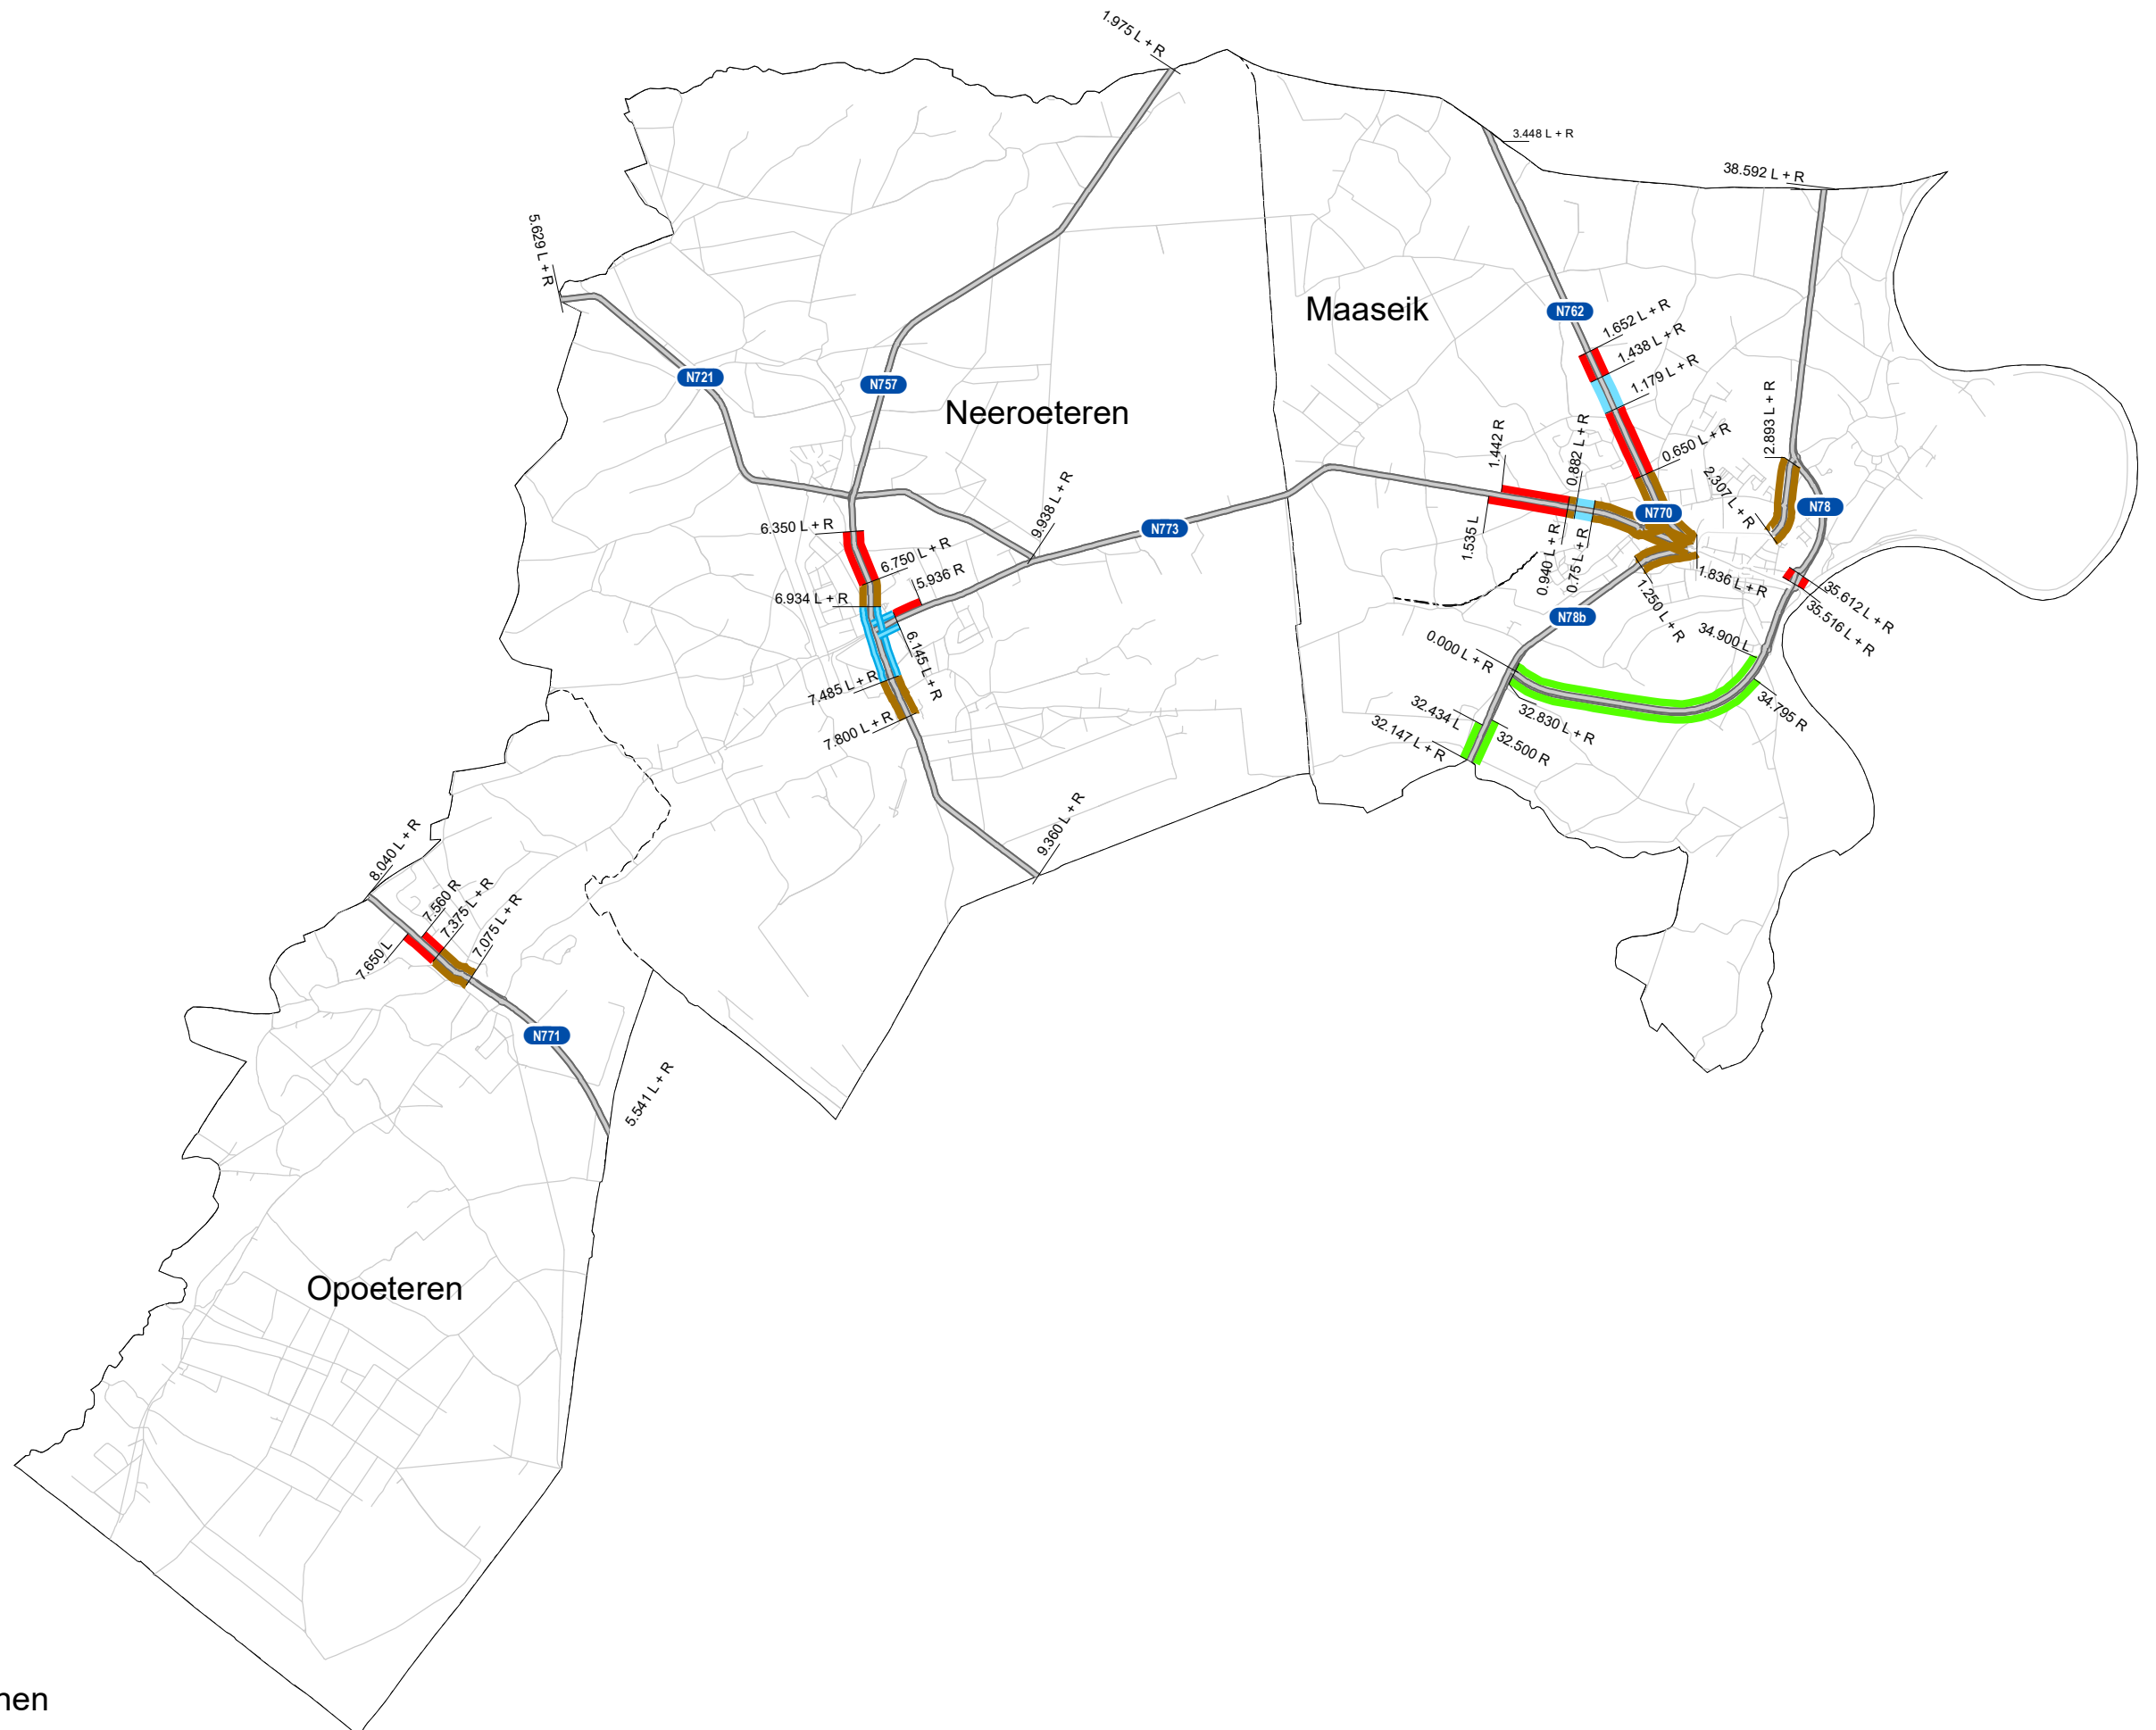 1.975 L + R
3.448 L + R
38.592 L + R
5.629 L + R
N762
Maaseik
1.652 L + R
1.438 L + R
1.179 L + R
N721
N757
Neeroeteren
2.893 L + R
1.442 R
0.882 L + R
0.650 L + R
2.307 L + R
N770
N78
6.350 L + R
9.938 L + R
N773
1.535 L
6.750 L + R
5.936 R
0.940 L + R
0.75 L + R
1.836 L + R
6.934 L + R
1.250 L + R
35.612 L + R
35.516 L + R
N78b
6.145 L + R
0.000 L + R
34.900 L
7.485 L + R
7.800 L + R
32.434 L
32.830 L + R
34.795 R
32.147 L + R
32.500 R
8.040 L + R
9.360 L + R
7.560 R
7.375 L + R
7.075 L + R
7.650 L
N771
5.541 L + R
Opoeteren
nen